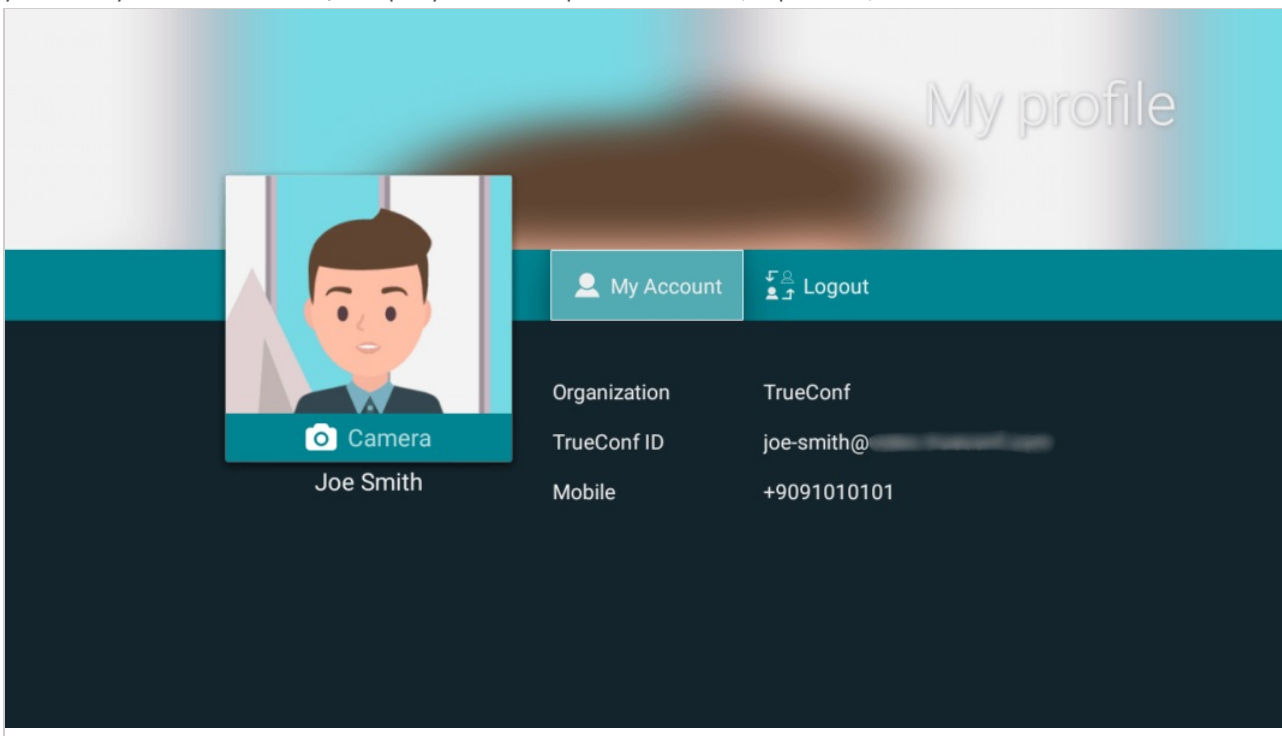 My profile
My Account
Logout
Camera
Joe Smith
Organization TrueConf
TrueConf ID joe-smith@
Mobile +9091010101